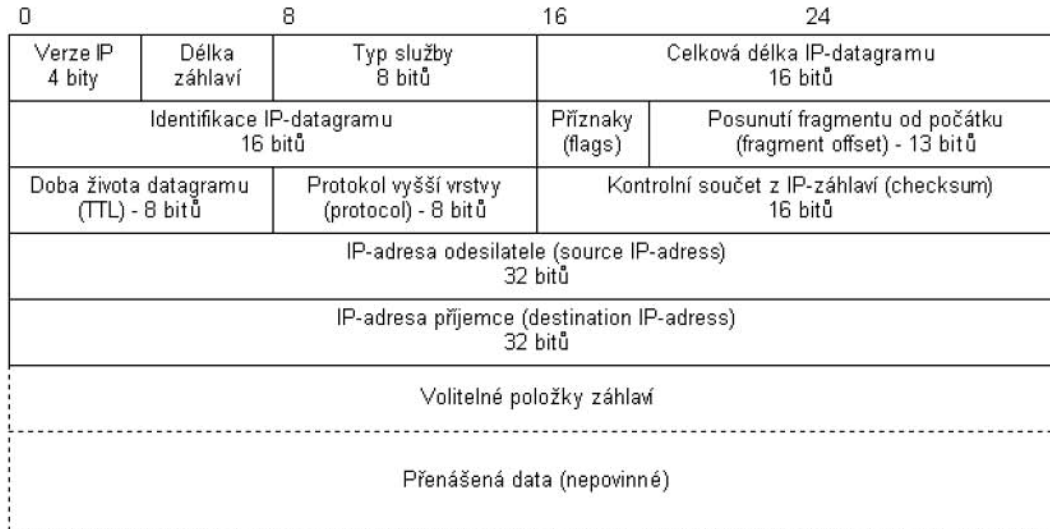 0 8 16 24
Verze IP
4 bity
Délka
záhlaví
Typ služby
8 bitů
Celková délka IP-datagramu
16 bitů
Identifikace IP-datagramu
16 bitů
Příznaky
(flags)
Posunutí fragmentu od počátku
(fragment offset) - 13 bitů
Doba života datagramu
(TTL) - 8 bitů
Protokol vyšší vrstvy
(protocol) - 8 bitů
Kontrolní součet z IP-záhlaví (checksum)
16 bitů
IP-adresa odesilatele (source IP-adress)
32 bitů
IP-adresa příjemce (destination IP-adress)
32 bitů
Volitelné položky záhlaví
Přenášená data (nepovinné)